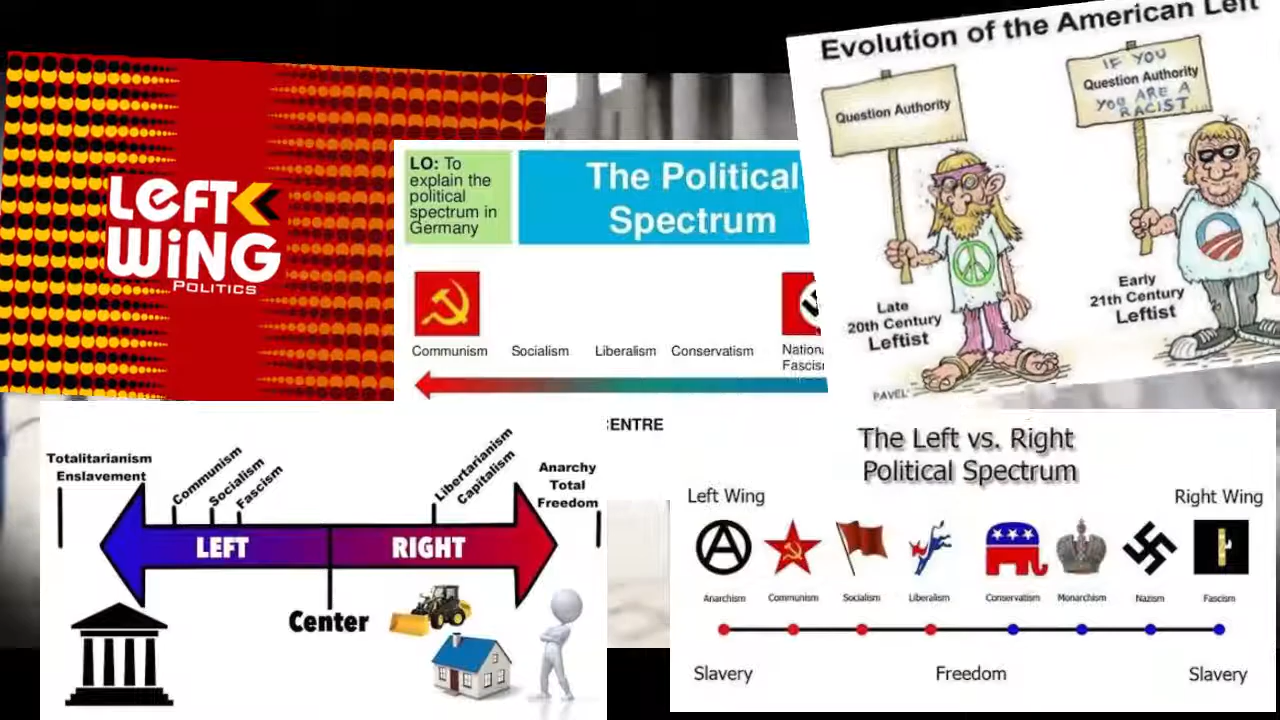 LEFT
WING
POLITICS
LO: To
explain the
political
spectrum in
Germany
The Political
Spectrum
Communism
Socialism
Liberalism
Conservatism
CENTRE
Evolution of the American Left
Question Authority
Late
20th Century
Leftist
IF YOU
Question Authority
YOU ARE A
RACIST
Early
21th Century
Leftist
PAVEL
Totalitarianism
Enslavement
Communism
Socialism
Fascism
Libertarianism
Capitalism
Anarchy
Total
Freedom
LEFT
RIGHT
Center
The Left vs. Right
Political Spectrum
Left Wing
Right Wing
Anarchism
Communism
Socialism
Liberalism
Conservatism
Monarchism
Nazism
Fascism
Slavery
Freedom
Slavery